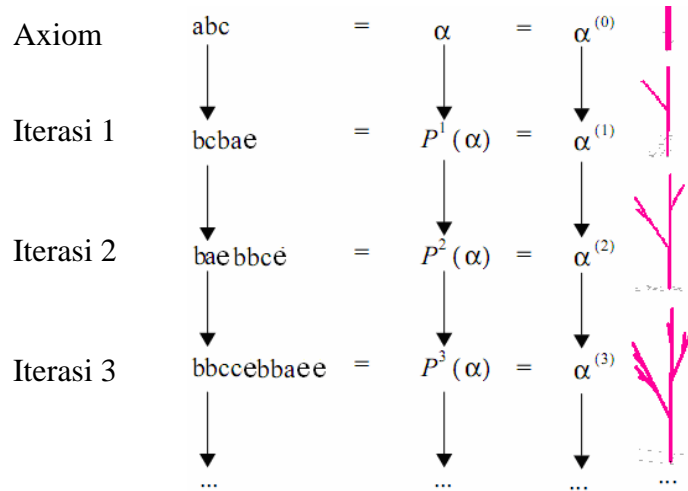 Axiom abc = α = α⁽⁰⁾
Iterasi 1 bcbae = P¹(α) = α⁽¹⁾
Iterasi 2 baebbce = P²(α) = α⁽²⁾
Iterasi 3 bbccebbaee = P³(α) = α⁽³⁾
... ... ... ...